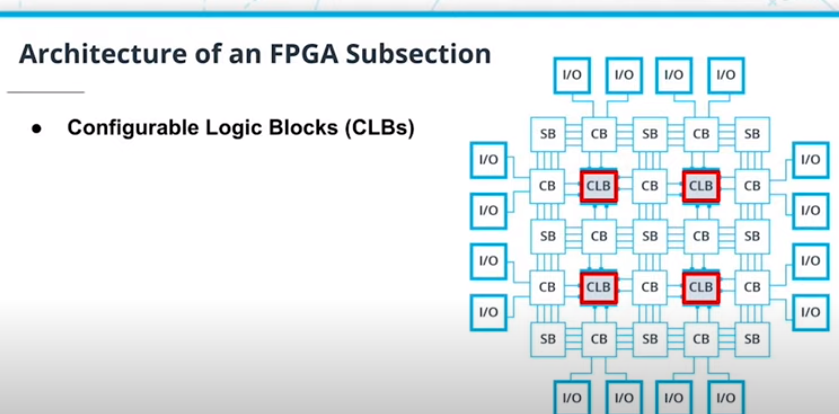 Architecture of an FPGA Subsection
● Configurable Logic Blocks (CLBs)
I/O I/O I/O I/O
SB CB SB CB SB
I/O I/O
CB CLB CB CLB CB
I/O I/O
SB CB SB CB SB
I/O I/O
CB CLB CB CLB CB
I/O I/O
SB CB SB CB SB
I/O I/O I/O I/O